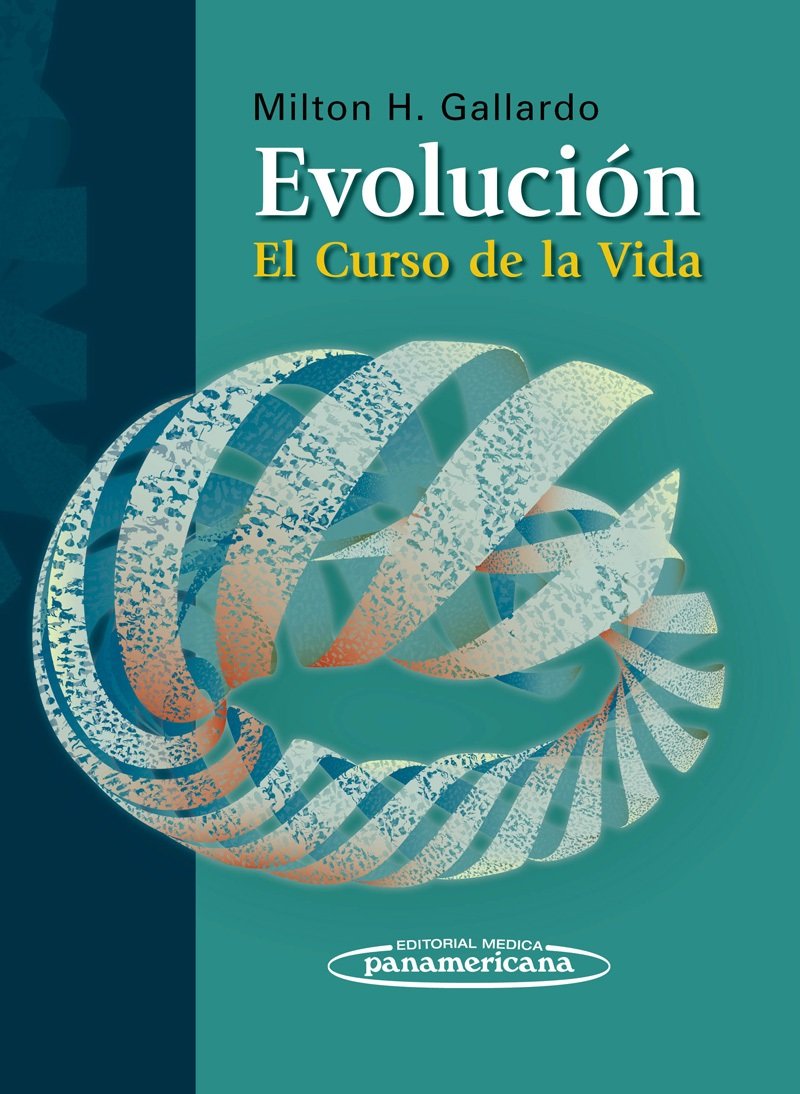 Milton H. Gallardo
Evolución
El Curso de la Vida
EDITORIAL MEDICA
panamericana